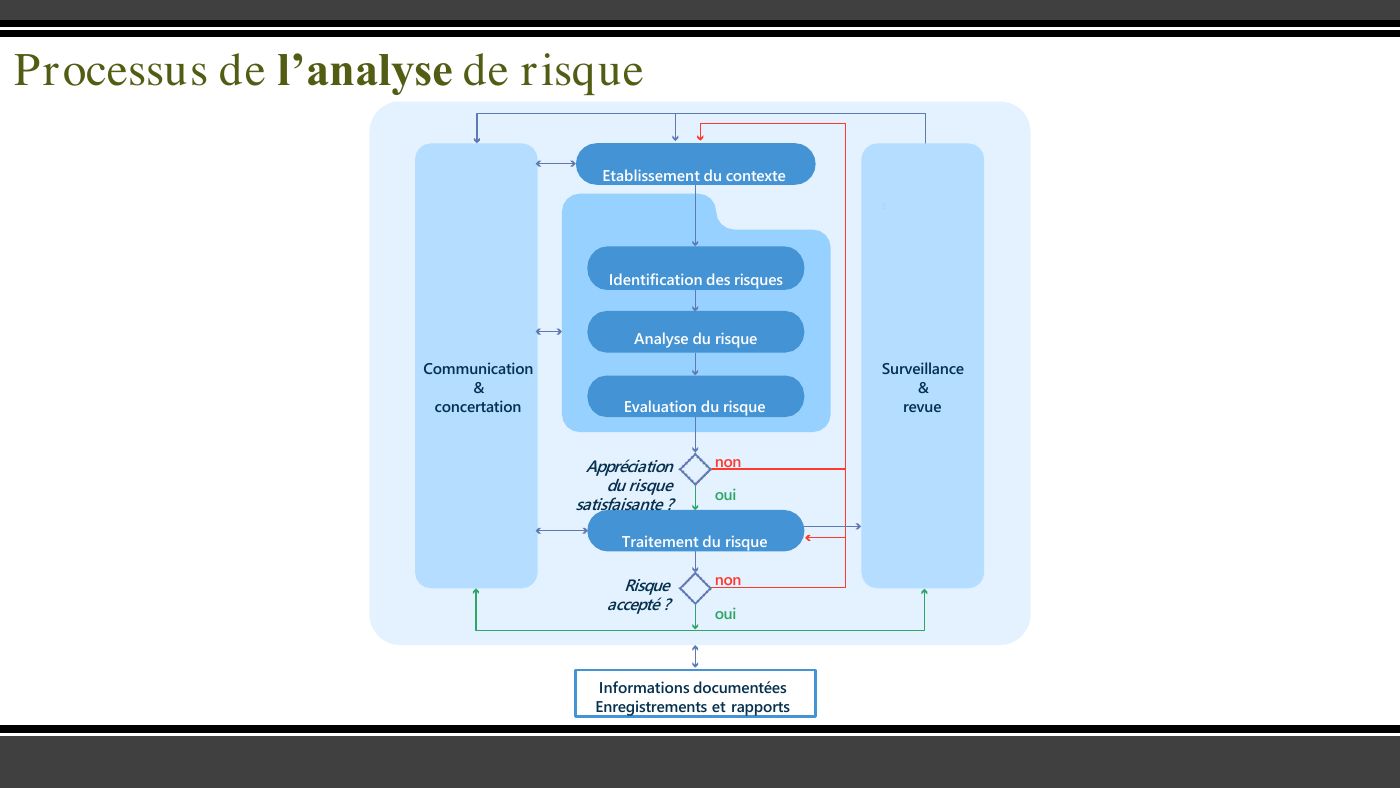 Processus de l’analyse de risque
Etablissement du contexte
Identification des risques
Analyse du risque
Evaluation du risque
Communication
&
concertation
Surveillance
&
revue
Appréciation
du risque
satisfaisante ?
non
oui
Traitement du risque
Risque
accepté ?
non
oui
Informations documentées
Enregistrements et rapports